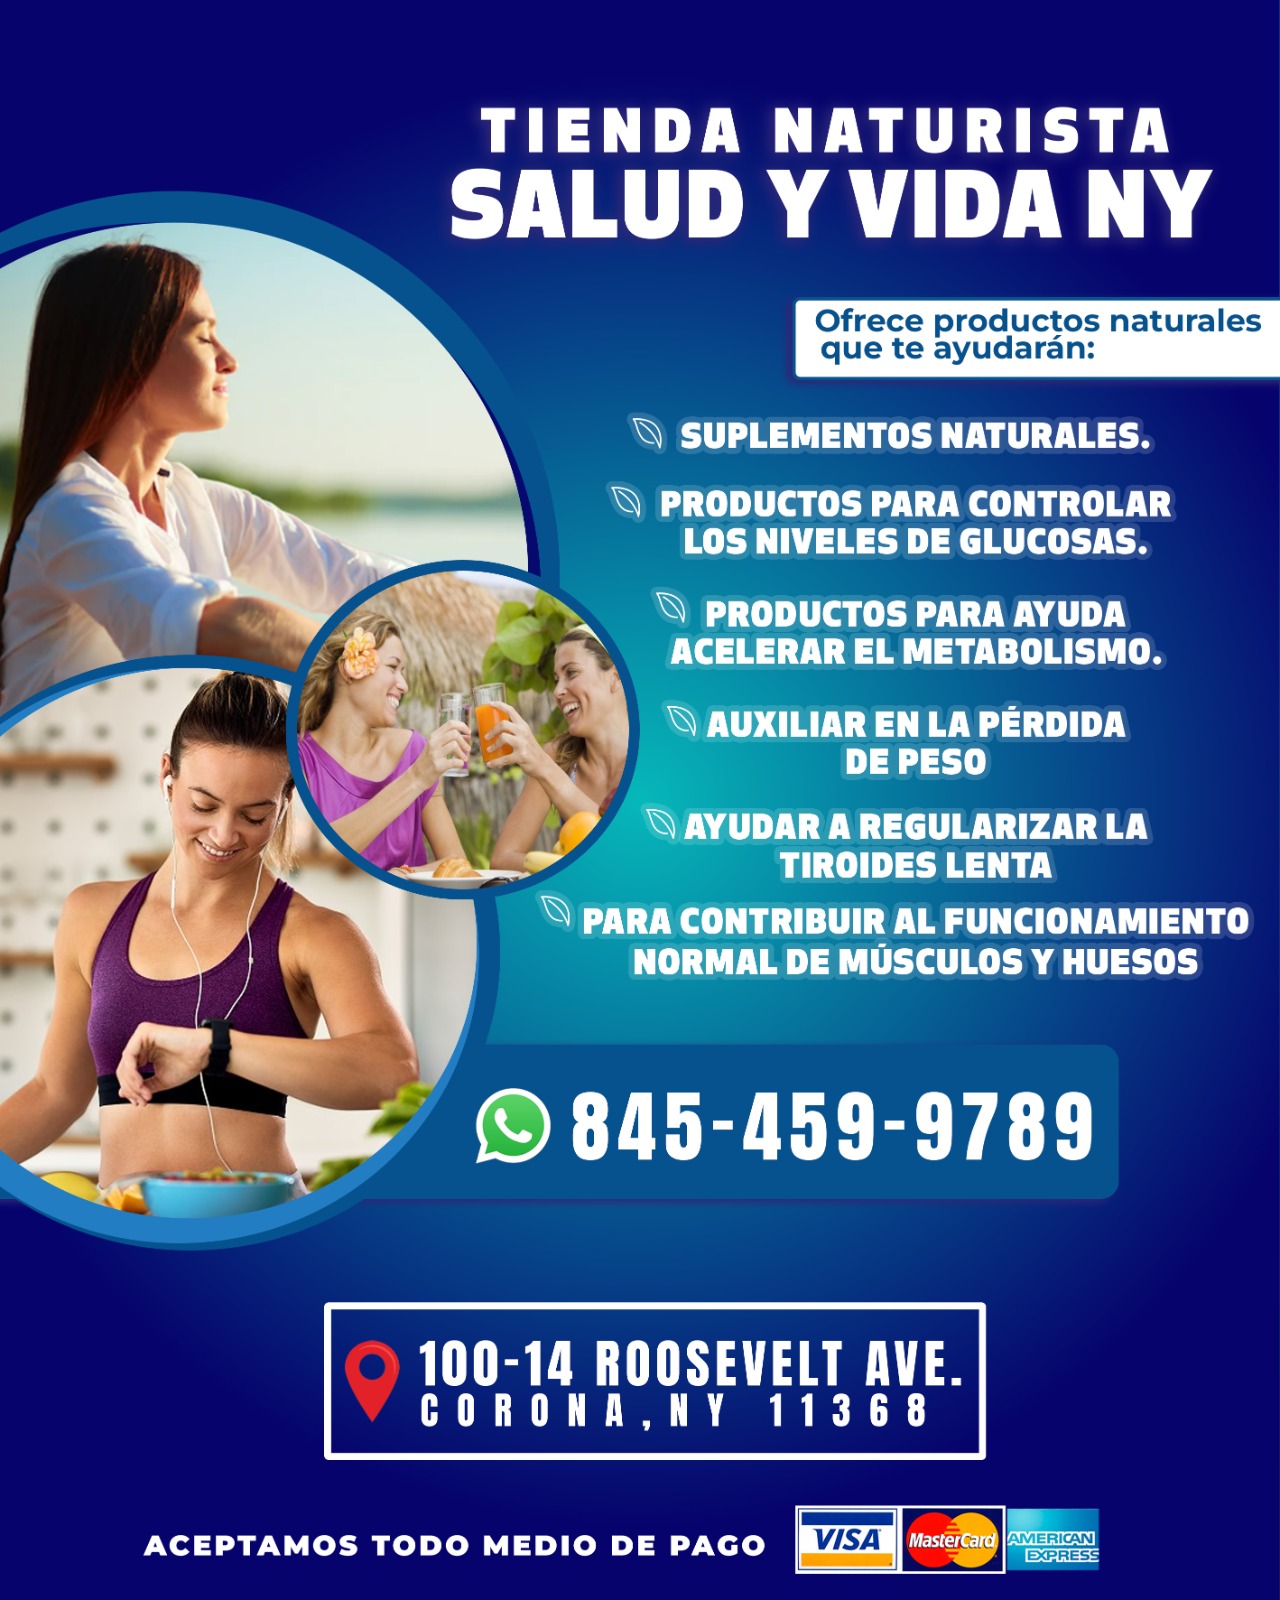 TIENDA NATURISTA
SALUD Y VIDA NY
Ofrece productos naturales
que te ayudarán:
SUPLEMENTOS NATURALES.
PRODUCTOS PARA CONTROLAR
LOS NIVELES DE GLUCOSAS.
PRODUCTOS PARA AYUDA
ACELERAR EL METABOLISMO.
AUXILIAR EN LA PÉRDIDA
DE PESO
AYUDAR A REGULARIZAR LA
TIROIDES LENTA
PARA CONTRIBUIR AL FUNCIONAMIENTO
NORMAL DE MÚSCULOS Y HUESOS
845-459-9789
100-14 ROOSEVELT AVE.
CORONA,NY 11368
ACEPTAMOS TODO MEDIO DE PAGO
VISA
MasterCard
AMERICAN
EXPRESS